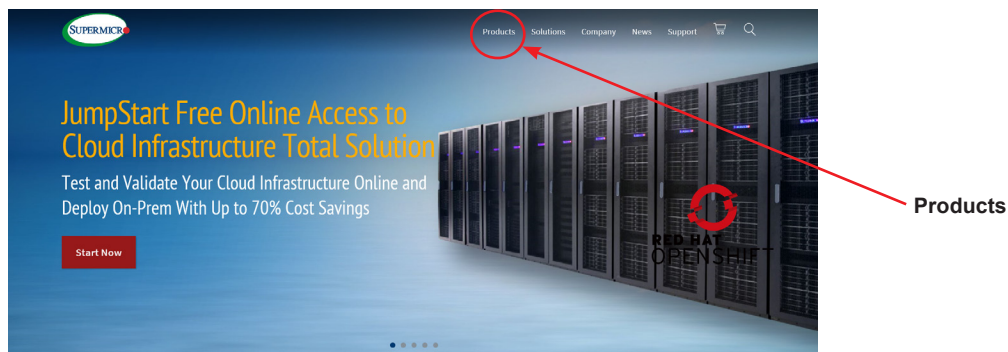 SUPERMICR
Products Solutions Company News Support
JumpStart Free Online Access to
Cloud Infrastructure Total Solution
Test and Validate Your Cloud Infrastructure Online and
Deploy On-Prem With Up to 70% Cost Savings
Products
Start Now
RED HAT
OPENSHIFT